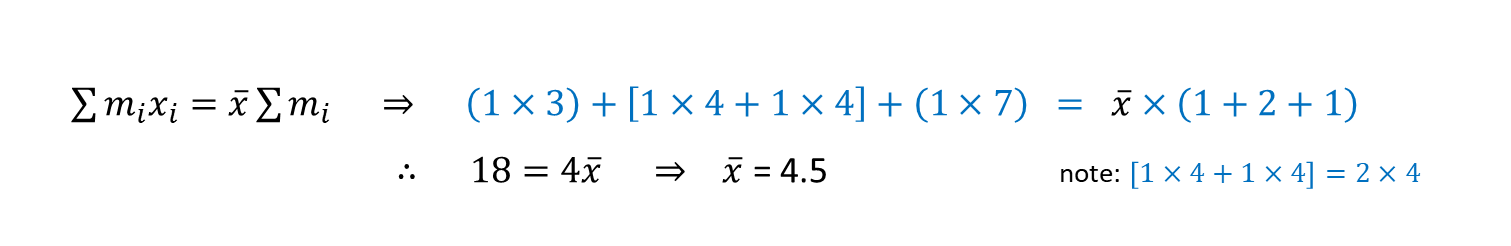 ∑ mᵢxᵢ = x̄ ∑ mᵢ ⇒ (1 × 3) + [1 × 4 + 1 × 4] + (1 × 7) = x̄ × (1 + 2 + 1)
∴ 18 = 4x̄ ⇒ x̄ = 4.5 note: [1 × 4 + 1 × 4] = 2 × 4